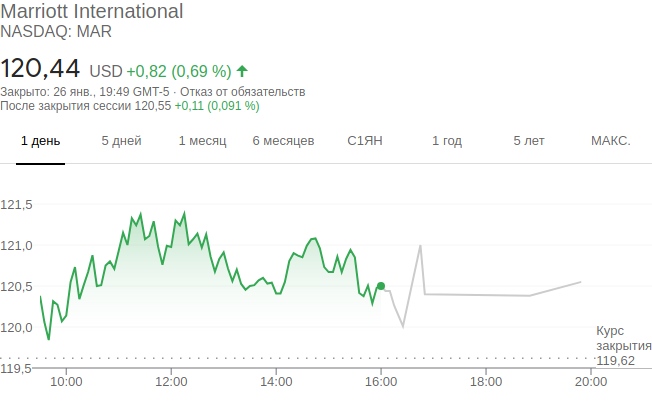 Marriott International
NASDAQ: MAR
120,44 USD +0,82 (0,69 %)
Закрыто: 26 янв., 19:49 GMT-5 · Отказ от обязательств
После закрытия сессии 120,55 +0,11 (0,091 %)
1 день 5 дней 1 месяц 6 месяцев С1ЯН 1 год 5 лет МАКС.
121,5
121,0
120,5
120,0
Курс
закрытия
119,62
119,5
10:00 12:00 14:00 16:00 18:00 20:00